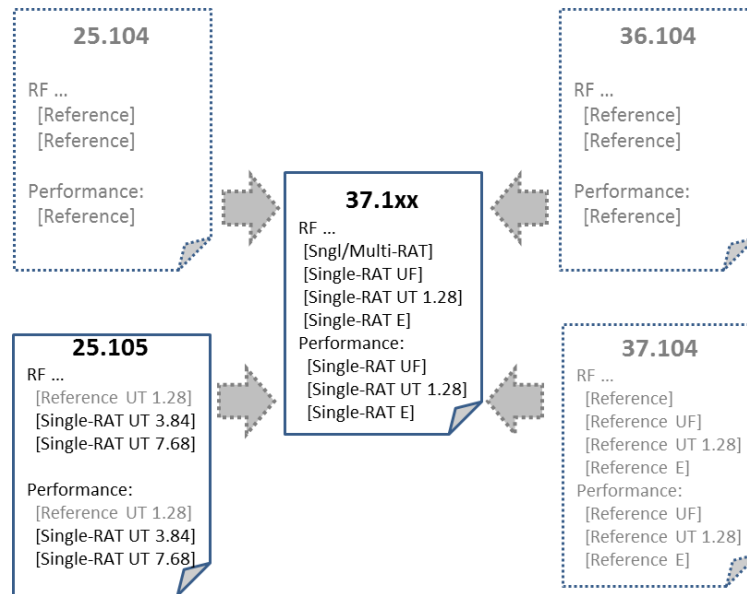 25.104
RF ...
[Reference]
[Reference]
Performance:
[Reference]
36.104
RF ...
[Reference]
[Reference]
Performance:
[Reference]
37.1xx
RF ...
[Sngl/Multi-RAT]
[Single-RAT UF]
[Single-RAT UT 1.28]
[Single-RAT E]
Performance:
[Single-RAT UF]
[Single-RAT UT 1.28]
[Single-RAT E]
25.105
RF ...
[Reference UT 1.28]
[Single-RAT UT 3.84]
[Single-RAT UT 7.68]
Performance:
[Reference UT 1.28]
[Single-RAT UT 3.84]
[Single-RAT UT 7.68]
37.104
RF ...
[Reference]
[Reference UF]
[Reference UT 1.28]
[Reference E]
Performance:
[Reference UF]
[Reference UT 1.28]
[Reference E]